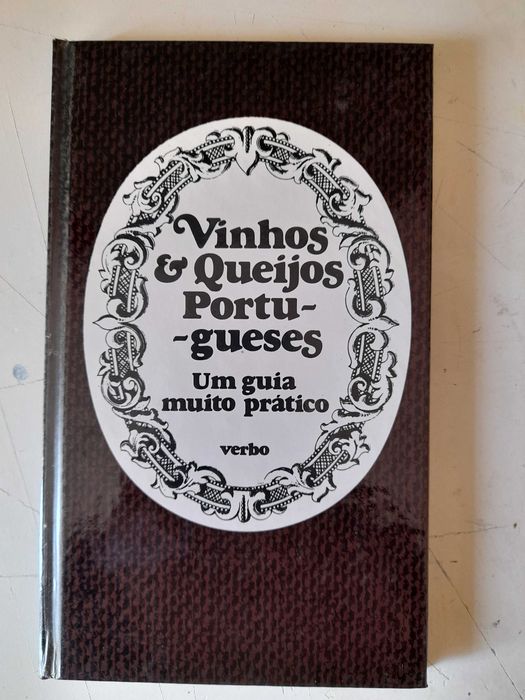 Vinhos
& Queijos
Portu-
-gueses
Um guia
muito prático
verbo